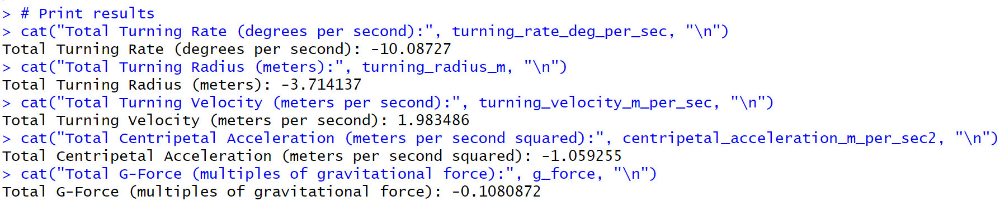 > # Print results
> cat("Total Turning Rate (degrees per second):", turning_rate_deg_per_sec, "\n")
Total Turning Rate (degrees per second): -10.08727
> cat("Total Turning Radius (meters):", turning_radius_m, "\n")
Total Turning Radius (meters): -3.714137
> cat("Total Turning Velocity (meters per second):", turning_velocity_m_per_sec, "\n")
Total Turning Velocity (meters per second): 1.983486
> cat("Total Centripetal Acceleration (meters per second squared):", centripetal_acceleration_m_per_sec2, "\n")
Total Centripetal Acceleration (meters per second squared): -1.059255
> cat("Total G-Force (multiples of gravitational force):", g_force, "\n")
Total G-Force (multiples of gravitational force): -0.1080872